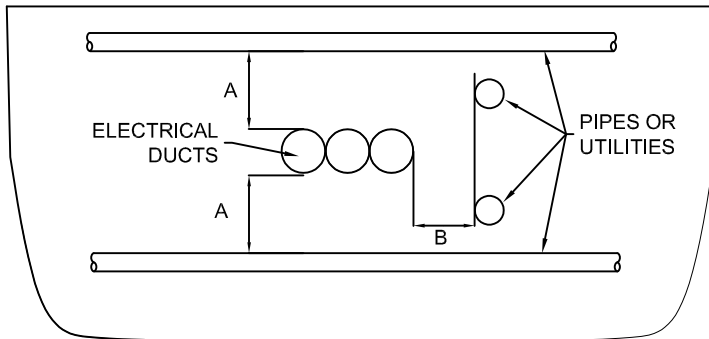 A
ELECTRICAL
DUCTS
PIPES OR
UTILITIES
A
B